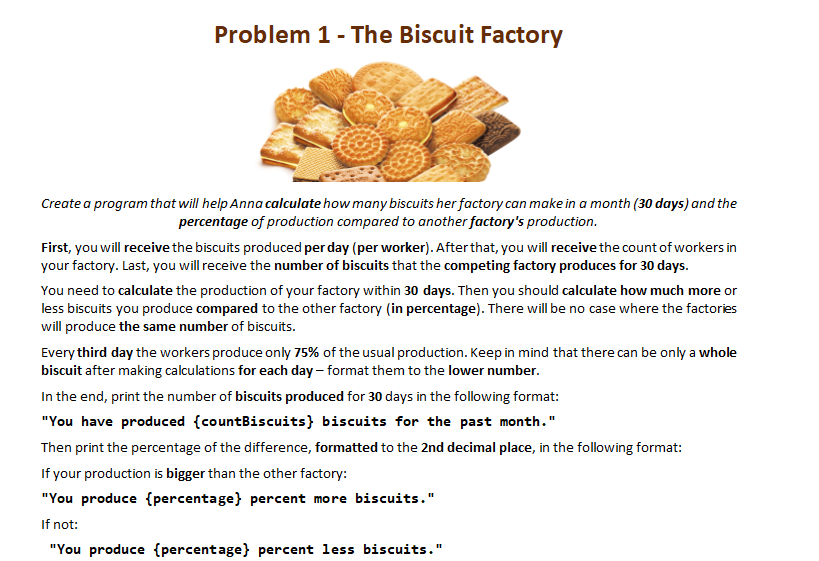 Problem 1 - The Biscuit Factory
Create a program that will help Anna calculate how many biscuits her factory can make in a month (30 days) and the
percentage of production compared to another factory's production.
First, you will receive the biscuits produced per day (per worker). After that, you will receive the count of workers in
your factory. Last, you will receive the number of biscuits that the competing factory produces for 30 days.
You need to calculate the production of your factory within 30 days. Then you should calculate how much more or
less biscuits you produce compared to the other factory (in percentage). There will be no case where the factories
will produce the same number of biscuits.
Every third day the workers produce only 75% of the usual production. Keep in mind that there can be only a whole
biscuit after making calculations for each day – format them to the lower number.
In the end, print the number of biscuits produced for 30 days in the following format:
"You have produced {countBiscuits} biscuits for the past month."
Then print the percentage of the difference, formatted to the 2nd decimal place, in the following format:
If your production is bigger than the other factory:
"You produce {percentage} percent more biscuits."
If not:
"You produce {percentage} percent less biscuits."